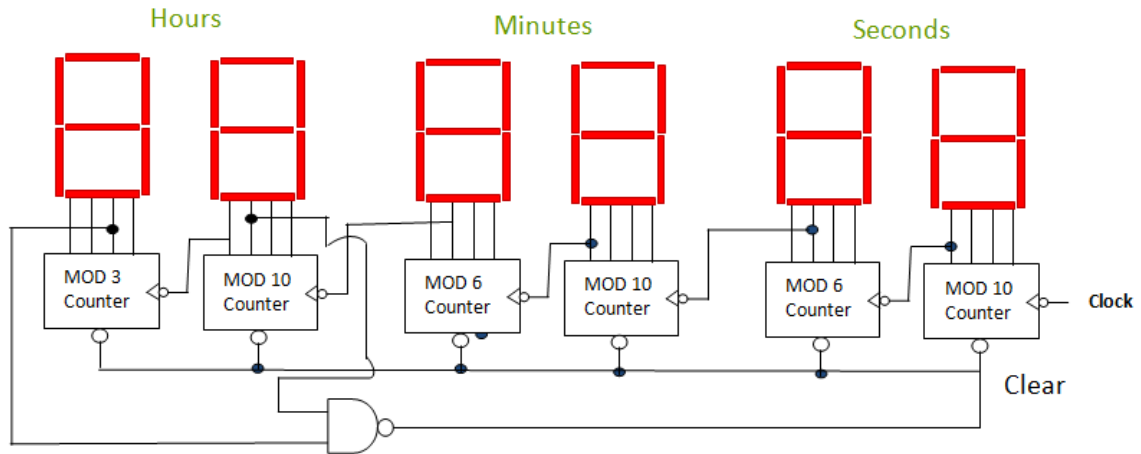 Hours
Minutes
Seconds
MOD 3
Counter
MOD 10
Counter
MOD 6
Counter
MOD 10
Counter
MOD 6
Counter
MOD 10
Counter
Clock
Clear